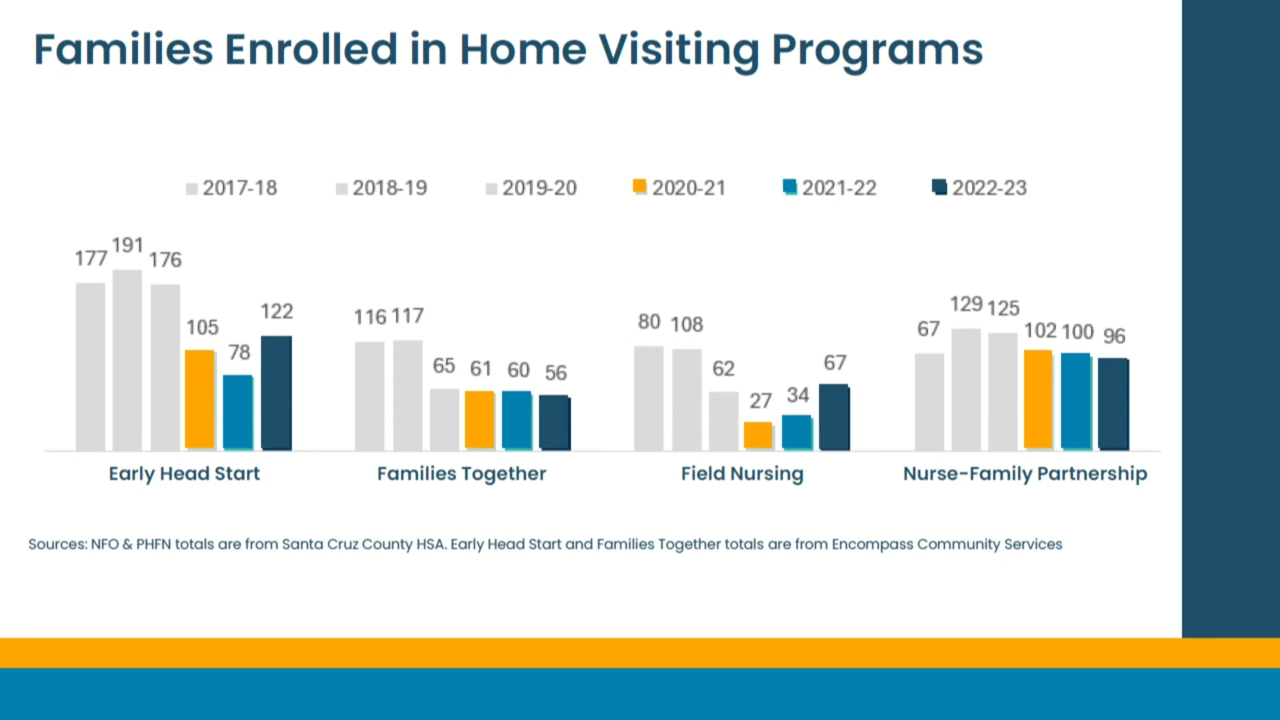 Families Enrolled in Home Visiting Programs
2017-18 2018-19 2019-20 2020-21 2021-22 2022-23
177 191 176 105 78 122
116 117 65 61 60 56
80 108 62 27 34 67
67 129 125 102 100 96
Early Head Start Families Together Field Nursing Nurse-Family Partnership
Sources: NFO & PHFN totals are from Santa Cruz County HSA. Early Head Start and Families Together totals are from Encompass Community Services